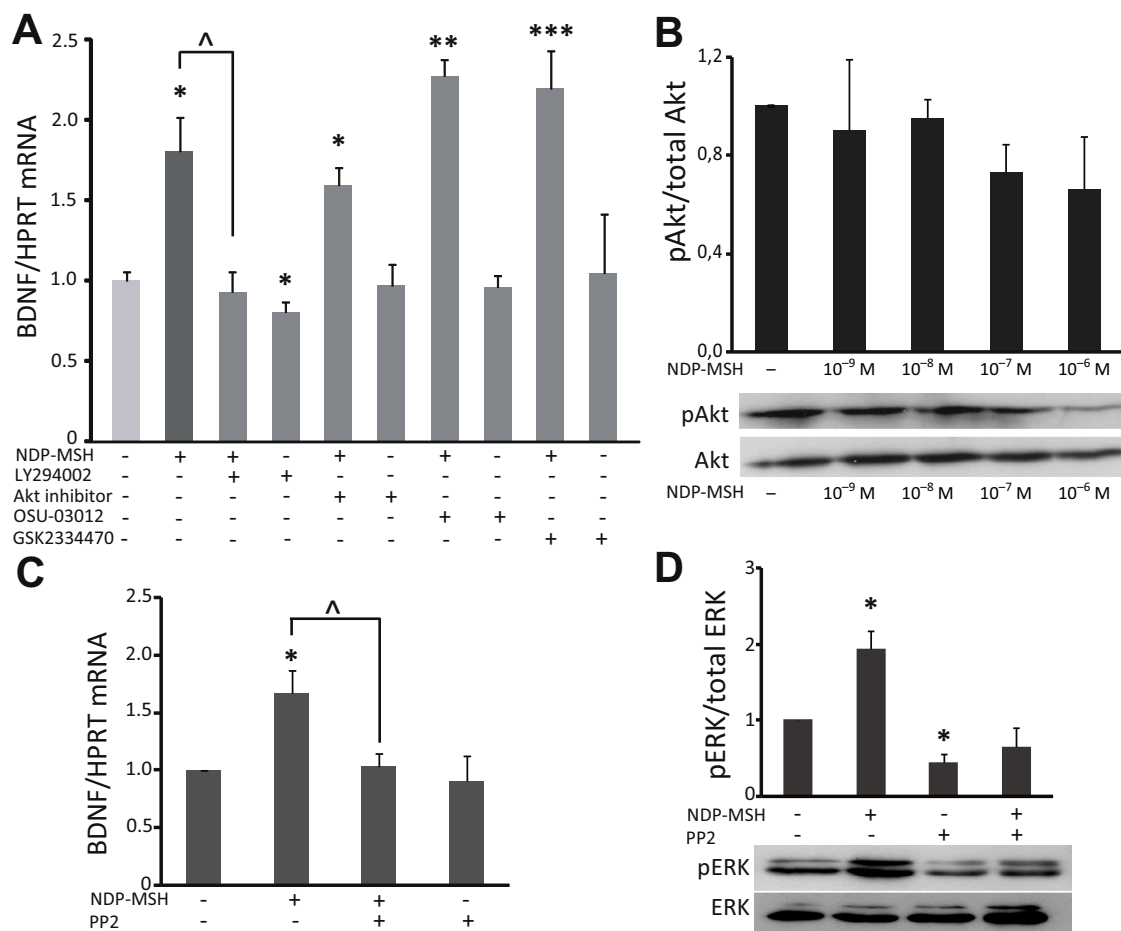 A
BDNF/HPRT mRNA
2.5
2.0
1.5
1.0
0.5
0
* ^ * * ** ***
NDP-MSH - + + - + - + - + -
LY294002 - - + + - - - - - -
Akt inhibitor - - - - + + - - - -
OSU-03012 - - - - - - + + - -
GSK2334470 - - - - - - - - + +
B
pAkt/total Akt
1,2
0,8
0,4
0,0
NDP-MSH – 10⁻⁹ M 10⁻⁸ M 10⁻⁷ M 10⁻⁶ M
pAkt
Akt
NDP-MSH – 10⁻⁹ M 10⁻⁸ M 10⁻⁷ M 10⁻⁶ M
C
BDNF/HPRT mRNA
2.5
2.0
1.5
1.0
0.5
0
* ^
NDP-MSH - + + -
PP2 - - + +
D
pERK/total ERK
3
2
1
0
* *
NDP-MSH - + - +
PP2 - - + +
pERK
ERK